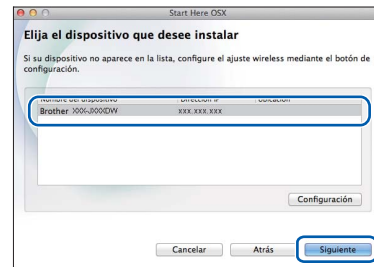 Start Here OSX
Elija el dispositivo que desee instalar
Si su dispositivo no aparece en la lista, configure el ajuste wireless mediante el botón de
configuración.
Nombre del dispositivo Dirección IP Ubicación
Brother XXX-JXXXDW xxx.xxx.xxx
Configuración
Cancelar Atrás Siguiente